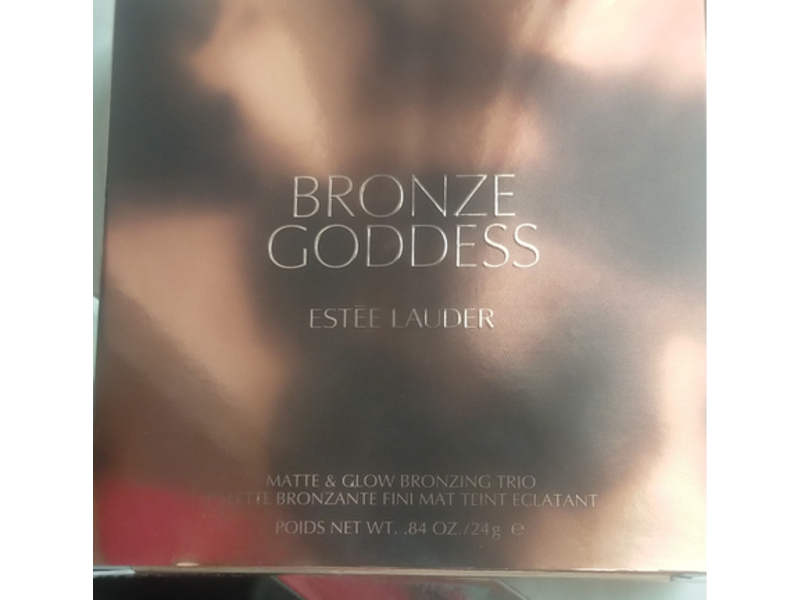 BRONZE
GODDESS
ESTĒE LAUDER
MATTE & GLOW BRONZING TRIO
BRONZANTE FINI MAT TEINT ECLATANT
POIDS NET WT. .84 OZ./24g ℮